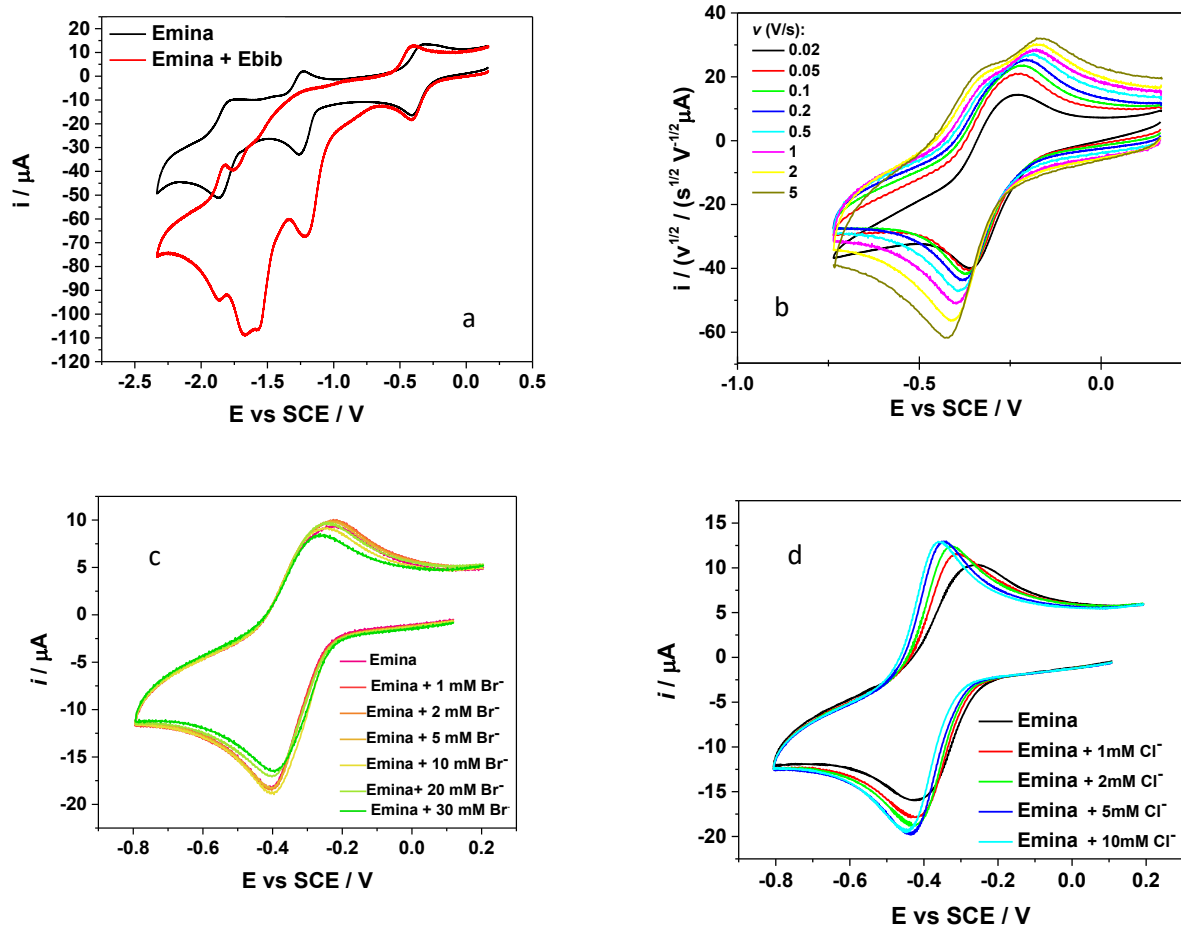 Emina
Emina + Ebib
20
10
0
-10
-20
-30
-40
-50
-60
-70
-80
-90
-100
-110
-120
i / μA
a
-2.5 -2.0 -1.5 -1.0 -0.5 0.0 0.5
E vs SCE / V
b
v (V/s):
0.02
0.05
0.1
0.2
0.5
1
2
5
40
20
0
-20
-40
-60
i / (v1/2 / (s1/2 V-1/2μA)
-1.0 -0.5 0.0
E vs SCE / V
c
10
5
0
-5
-10
-15
-20
i / μA
Emina
Emina + 1 mM Br-
Emina + 2 mM Br-
Emina + 5 mM Br-
Emina + 10 mM Br-
Emina+ 20 mM Br-
Emina + 30 mM Br
-0.8 -0.6 -0.4 -0.2 0.0 0.2
E vs SCE / V
d
15
10
5
0
-5
-10
-15
-20
i / μA
Emina
Emina + 1mM Cl-
Emina + 2mM Cl-
Emina + 5mM Cl-
Emina + 10mM Cl-
-0.8 -0.6 -0.4 -0.2 0.0 0.2
E vs SCE / V